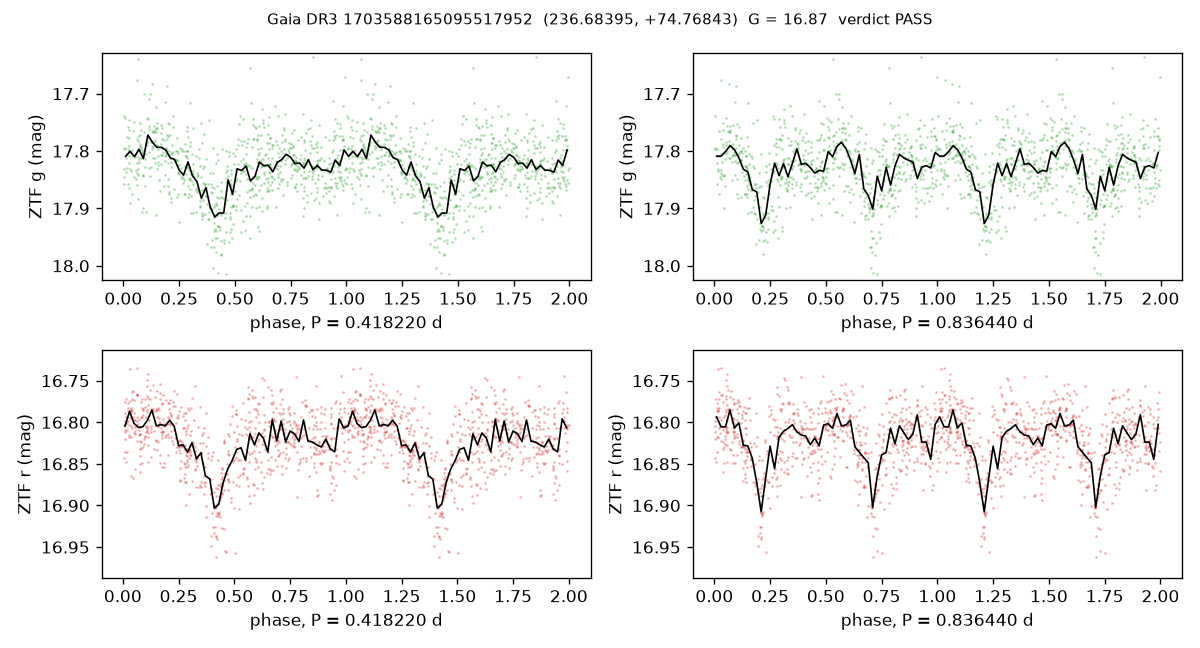 Gaia DR3 1703588165095517952  (236.68395, +74.76843)  G = 16.87  verdict PASS
ZTF g (mag)
17.7
17.8
17.9
18.0
0.00 0.25 0.50 0.75 1.00 1.25 1.50 1.75 2.00
phase, P = 0.418220 d
ZTF g (mag)
17.7
17.8
17.9
18.0
0.00 0.25 0.50 0.75 1.00 1.25 1.50 1.75 2.00
phase, P = 0.836440 d
ZTF r (mag)
16.75
16.80
16.85
16.90
16.95
0.00 0.25 0.50 0.75 1.00 1.25 1.50 1.75 2.00
phase, P = 0.418220 d
ZTF r (mag)
16.75
16.80
16.85
16.90
16.95
0.00 0.25 0.50 0.75 1.00 1.25 1.50 1.75 2.00
phase, P = 0.836440 d